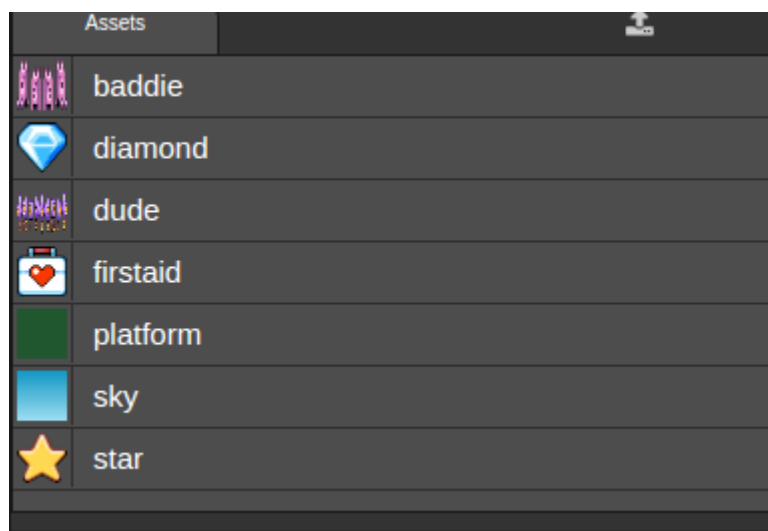 Assets
baddie
diamond
dude
firstaid
platform
sky
star